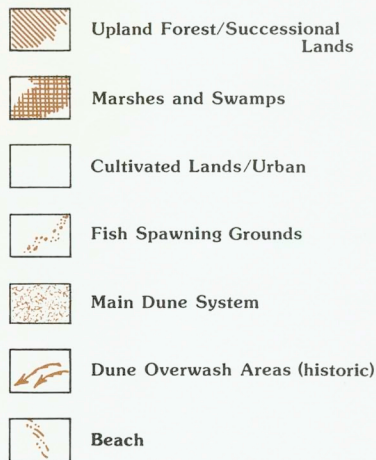 Upland Forest/Successional
Lands
Marshes and Swamps
Cultivated Lands/Urban
Fish Spawning Grounds
Main Dune System
Dune Overwash Areas (historic)
Beach